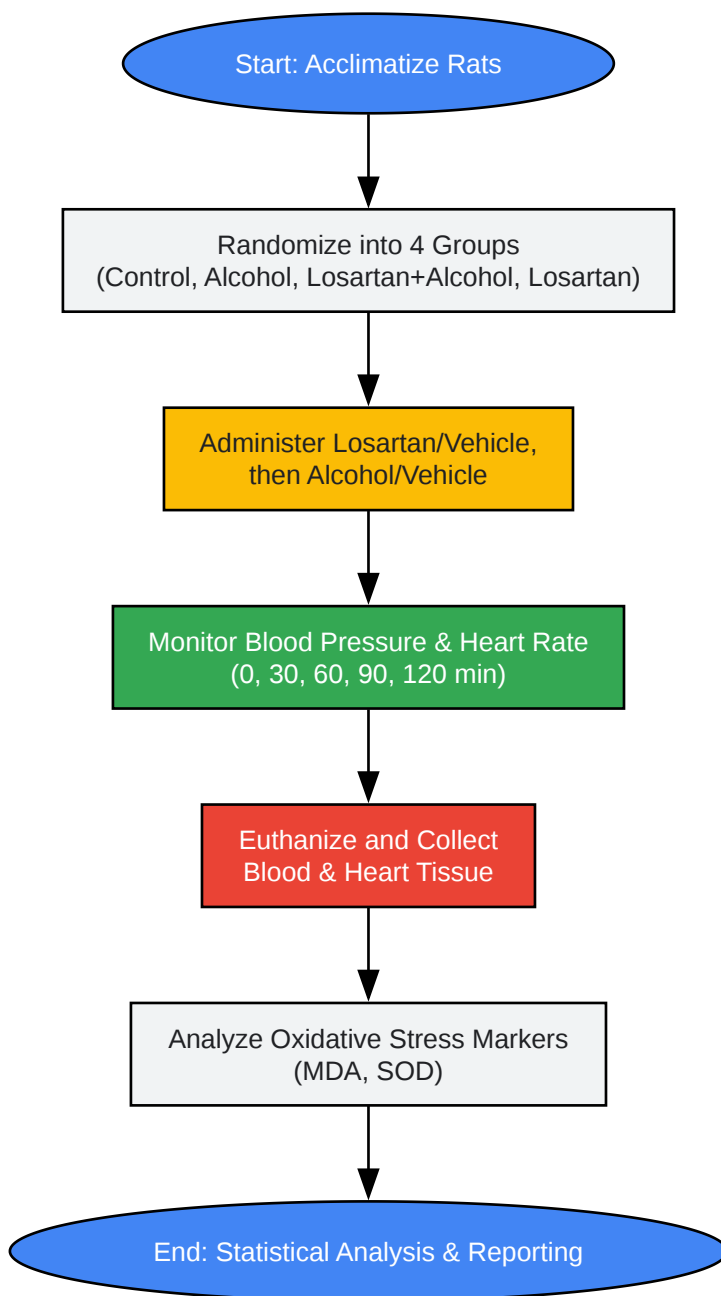 Start: Acclimatize Rats
Randomize into 4 Groups
(Control, Alcohol, Losartan+Alcohol, Losartan)
Administer Losartan/Vehicle,
then Alcohol/Vehicle
Monitor Blood Pressure & Heart Rate
(0, 30, 60, 90, 120 min)
Euthanize and Collect
Blood & Heart Tissue
Analyze Oxidative Stress Markers
(MDA, SOD)
End: Statistical Analysis & Reporting